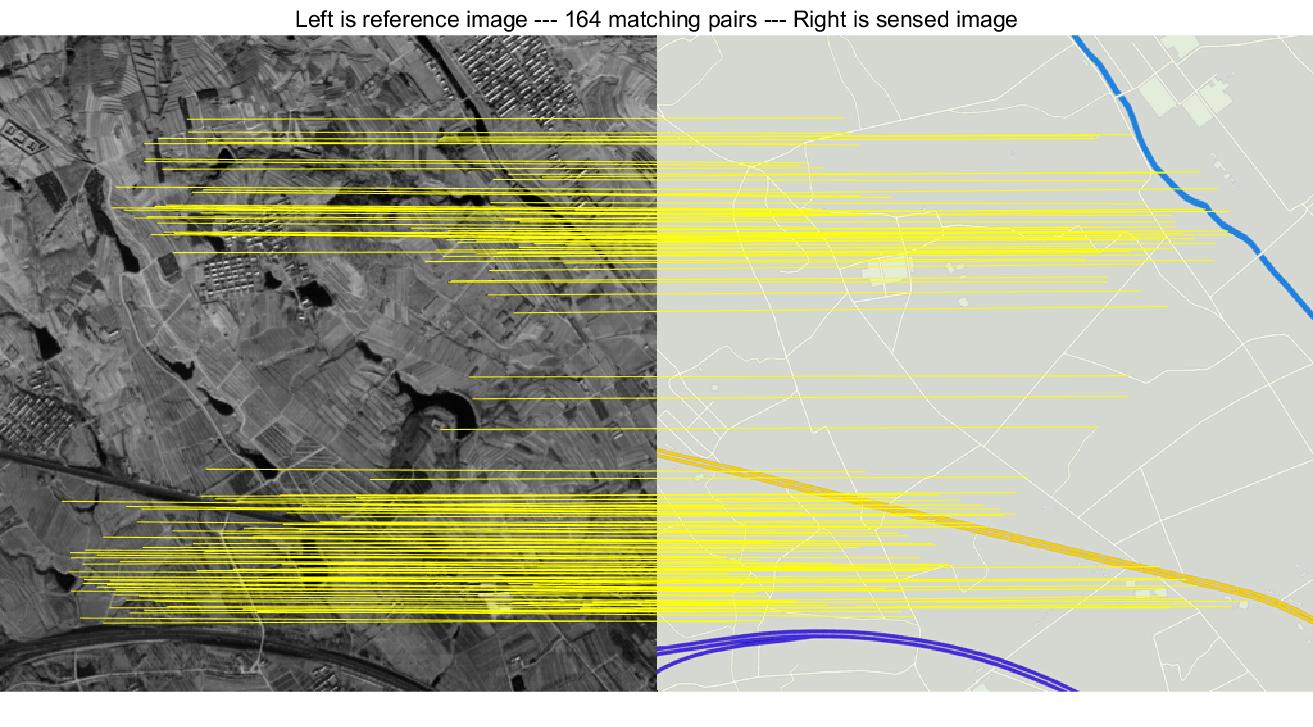 Left is reference image --- 164 matching pairs --- Right is sensed image